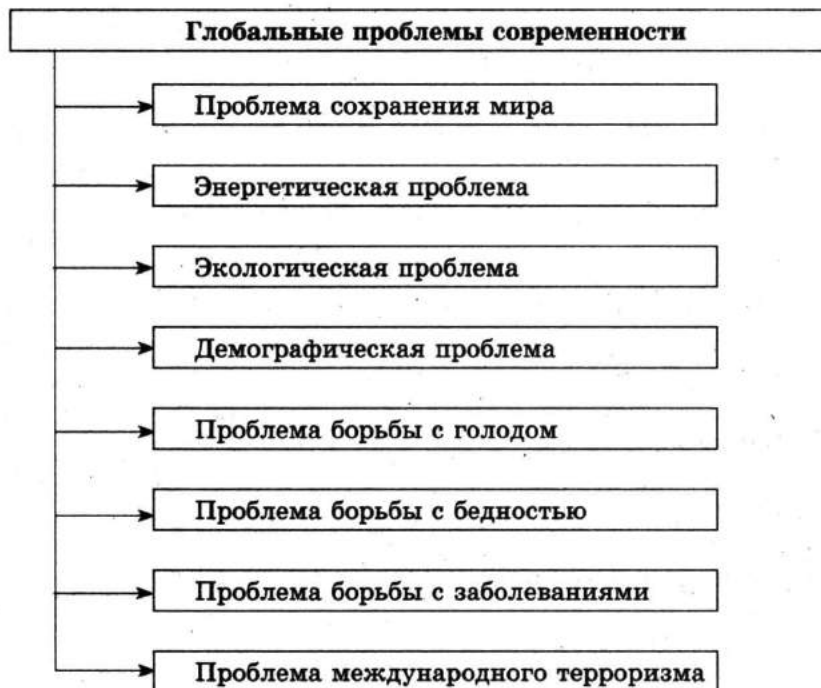 Глобальные проблемы современности
Проблема сохранения мира
Энергетическая проблема
Экологическая проблема
Демографическая проблема
Проблема борьбы с голодом
Проблема борьбы с бедностью
Проблема борьбы с заболеваниями
Проблема международного терроризма